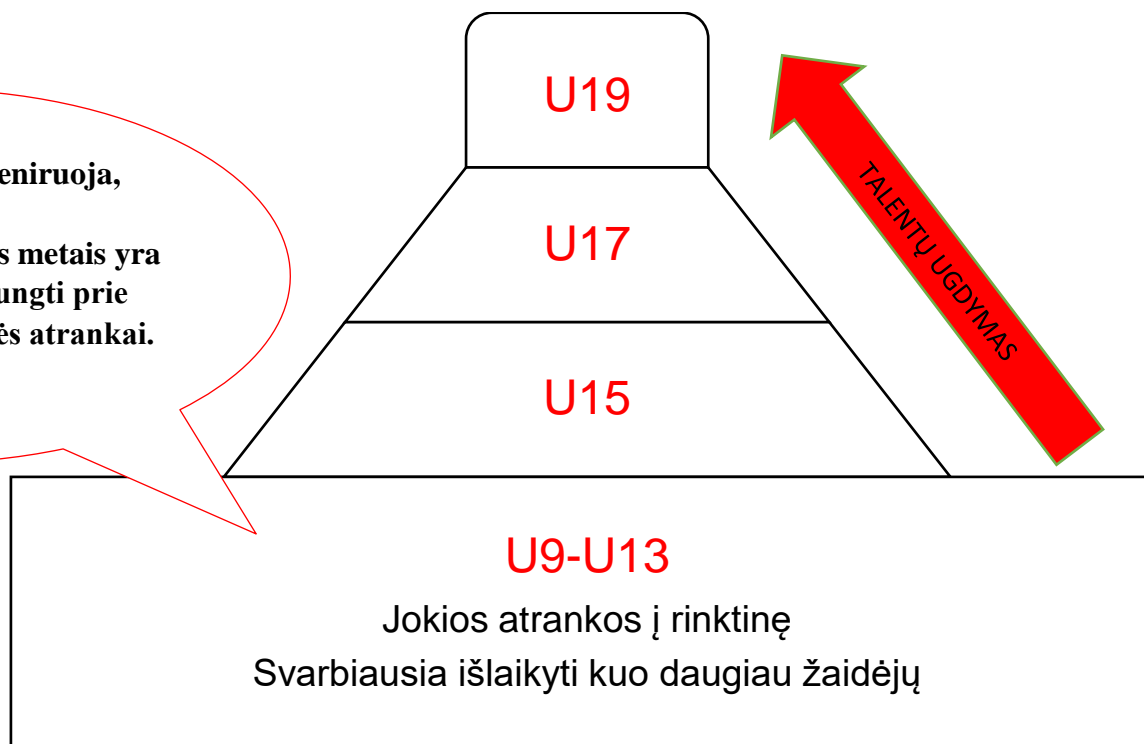 U19
eniruoja,
s metais yra
ungti prie
ės atrankai.
U17
TALENTŲ UGDYMAS
U15
U9-U13
Jokios atrankos į rinktinę
Svarbiausia išlaikyti kuo daugiau žaidėjų